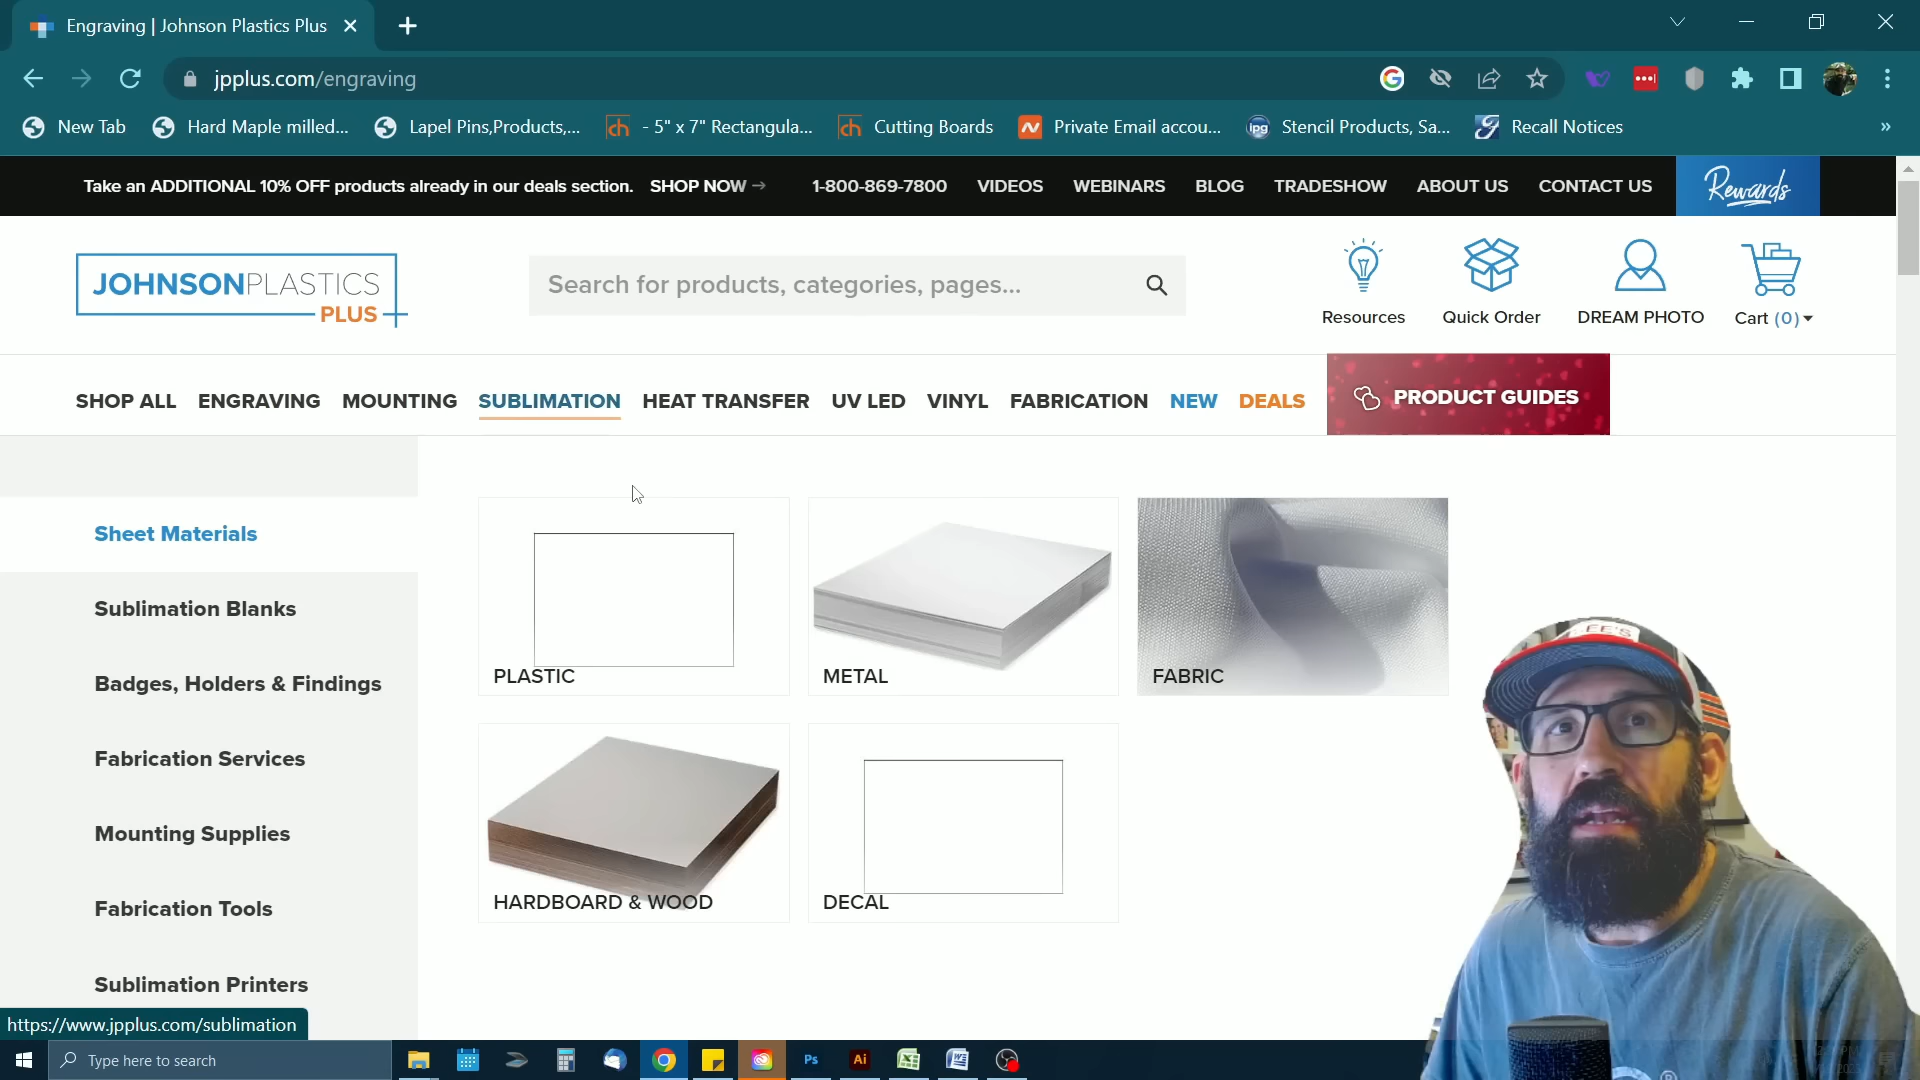 Engraving | Johnson Plastics Plus
jpplus.com/engraving
New Tab
Hard Maple milled...
Lapel Pins,Products,...
ch - 5" x 7" Rectangula...
ch Cutting Boards
Private Email accou...
ipg Stencil Products, Sa...
Recall Notices
Take an ADDITIONAL 10% OFF products already in our deals section. SHOP NOW
1-800-869-7800
VIDEOS
WEBINARS
BLOG
TRADESHOW
ABOUT US
CONTACT US
Rewards
JOHNSONPLASTICS
PLUS
Search for products, categories, pages...
Resources
Quick Order
DREAM PHOTO
Cart (0)
SHOP ALL
ENGRAVING
MOUNTING
SUBLIMATION
HEAT TRANSFER
UV LED
VINYL
FABRICATION
NEW
DEALS
PRODUCT GUIDES
Sheet Materials
Sublimation Blanks
Badges, Holders & Findings
Fabrication Services
Mounting Supplies
Fabrication Tools
Sublimation Printers
PLASTIC
METAL
FABRIC
HARDBOARD & WOOD
DECAL
https://www.jpplus.com/sublimation
Type here to search
Ps
Ai